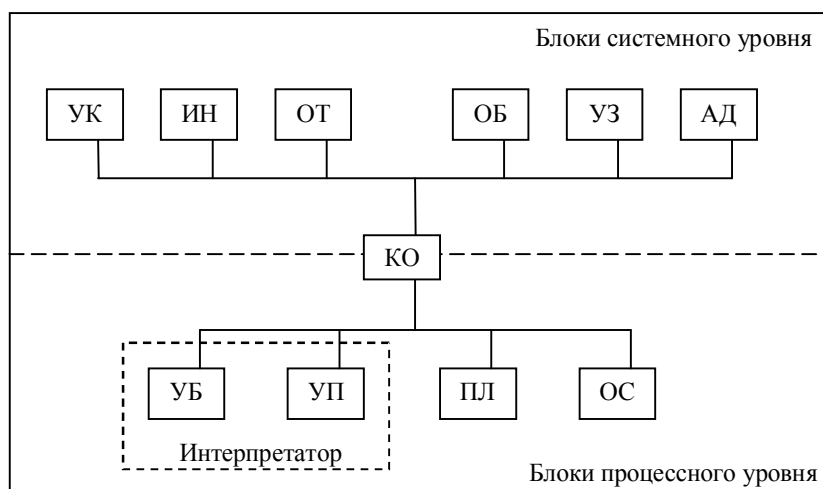 Блоки системного уровня
УК ИН ОТ ОБ УЗ АД
КО
УБ УП ПЛ ОС
Интерпретатор
Блоки процессного уровня